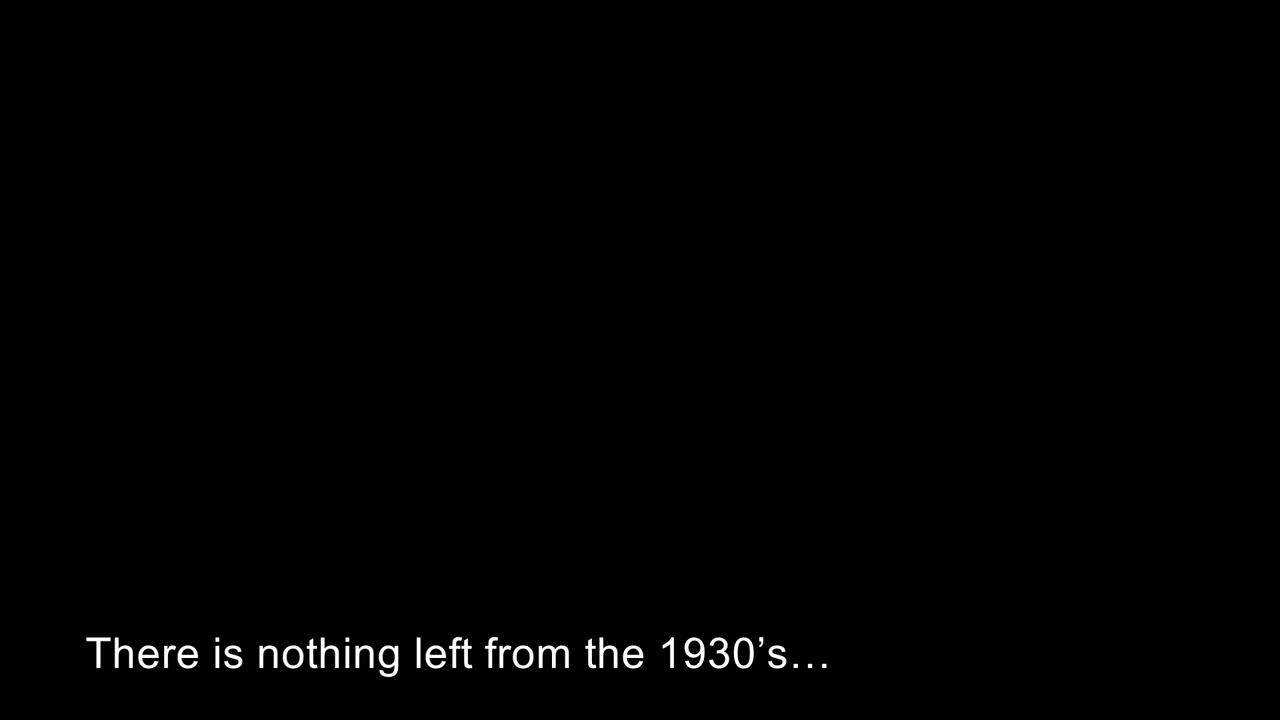 There is nothing left from the 1930’s…